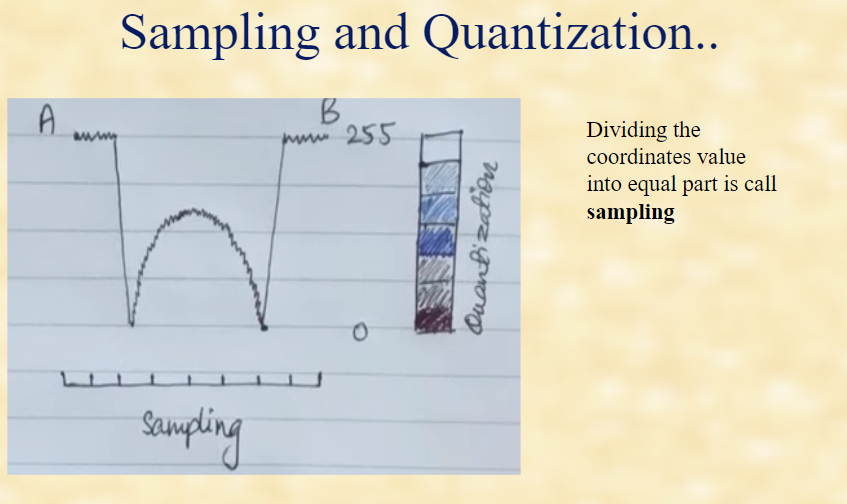 Sampling and Quantization..
A
B
255
Quantization
0
Sampling
Dividing the
coordinates value
into equal part is call
sampling